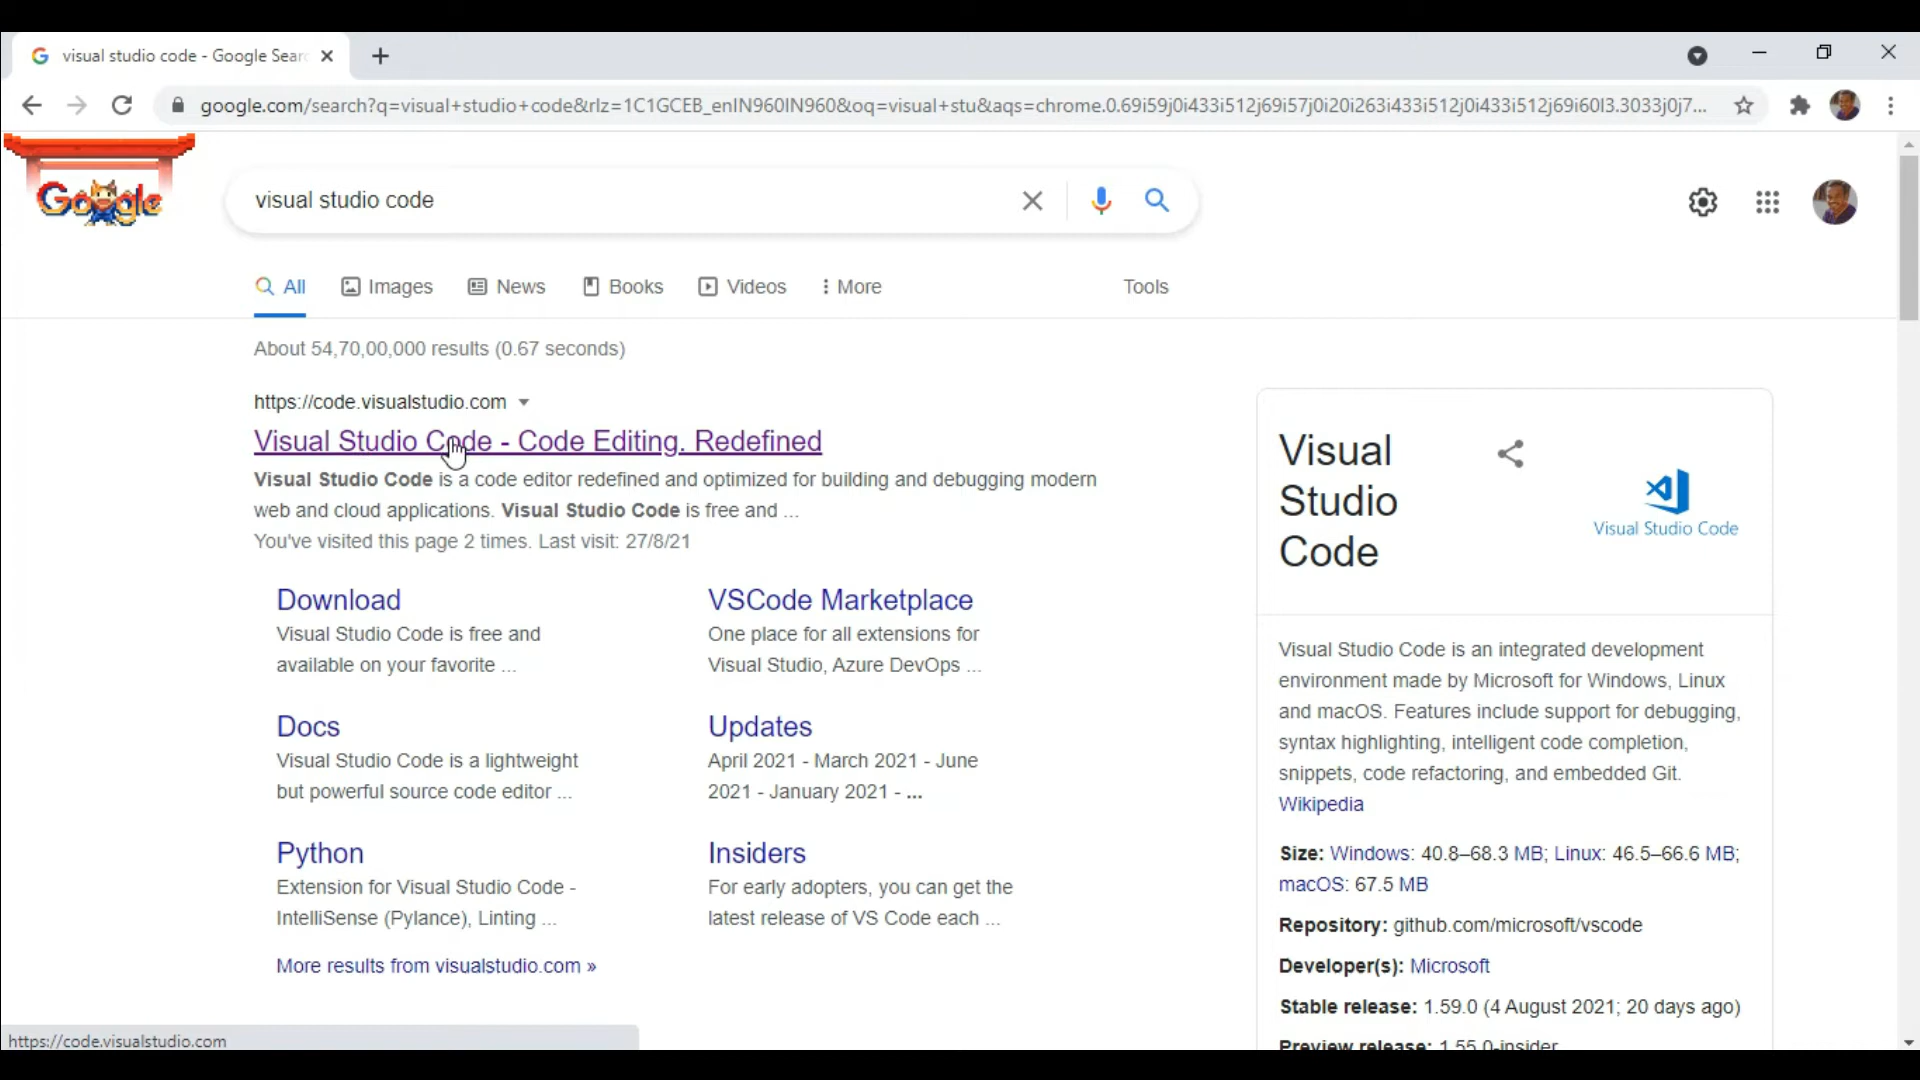 visual studio code - Google Sear
google.com/search?q=visual+studio+code&rlz=1C1GCEB_enIN960IN960&oq=visual+stu&aqs=chrome.0.69i59j0i433i512j69i57j0i20i263i433i512j0i433i512j69i60l3.3033j0j7...
Google
visual studio code
All
Images
News
Books
Videos
More
Tools
About 54,70,00,000 results (0.67 seconds)
https://code.visualstudio.com
Visual Studio Code - Code Editing. Redefined
Visual Studio Code is a code editor redefined and optimized for building and debugging modern
web and cloud applications. Visual Studio Code is free and ...
You've visited this page 2 times. Last visit: 27/8/21
Download
Visual Studio Code is free and
available on your favorite ...
VSCode Marketplace
One place for all extensions for
Visual Studio, Azure DevOps ...
Docs
Visual Studio Code is a lightweight
but powerful source code editor ...
Updates
April 2021 - March 2021 - June
2021 - January 2021 - ...
Python
Extension for Visual Studio Code -
IntelliSense (Pylance), Linting ...
Insiders
For early adopters, you can get the
latest release of VS Code each ...
More results from visualstudio.com »
Visual
Studio
Code
Visual Studio Code
Visual Studio Code is an integrated development
environment made by Microsoft for Windows, Linux
and macOS. Features include support for debugging,
syntax highlighting, intelligent code completion,
snippets, code refactoring, and embedded Git.
Wikipedia
Size: Windows: 40.8–68.3 MB; Linux: 46.5–66.6 MB;
macOS: 67.5 MB
Repository: github.com/microsoft/vscode
Developer(s): Microsoft
Stable release: 1.59.0 (4 August 2021; 20 days ago)
Preview release: 1.55.0-insider
https://code.visualstudio.com